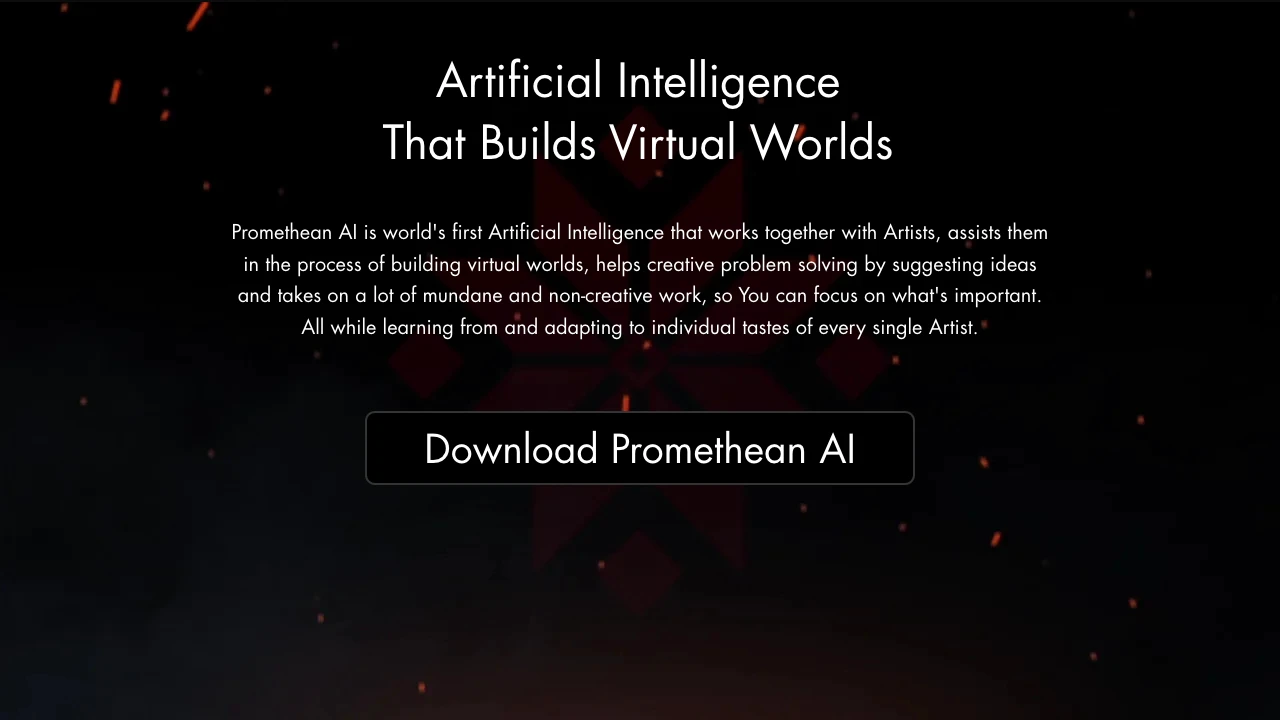 Artificial Intelligence
That Builds Virtual Worlds
Promethean AI is world's first Artificial Intelligence that works together with Artists, assists them
in the process of building virtual worlds, helps creative problem solving by suggesting ideas
and takes on a lot of mundane and non-creative work, so You can focus on what's important.
All while learning from and adapting to individual tastes of every single Artist.
Download Promethean AI